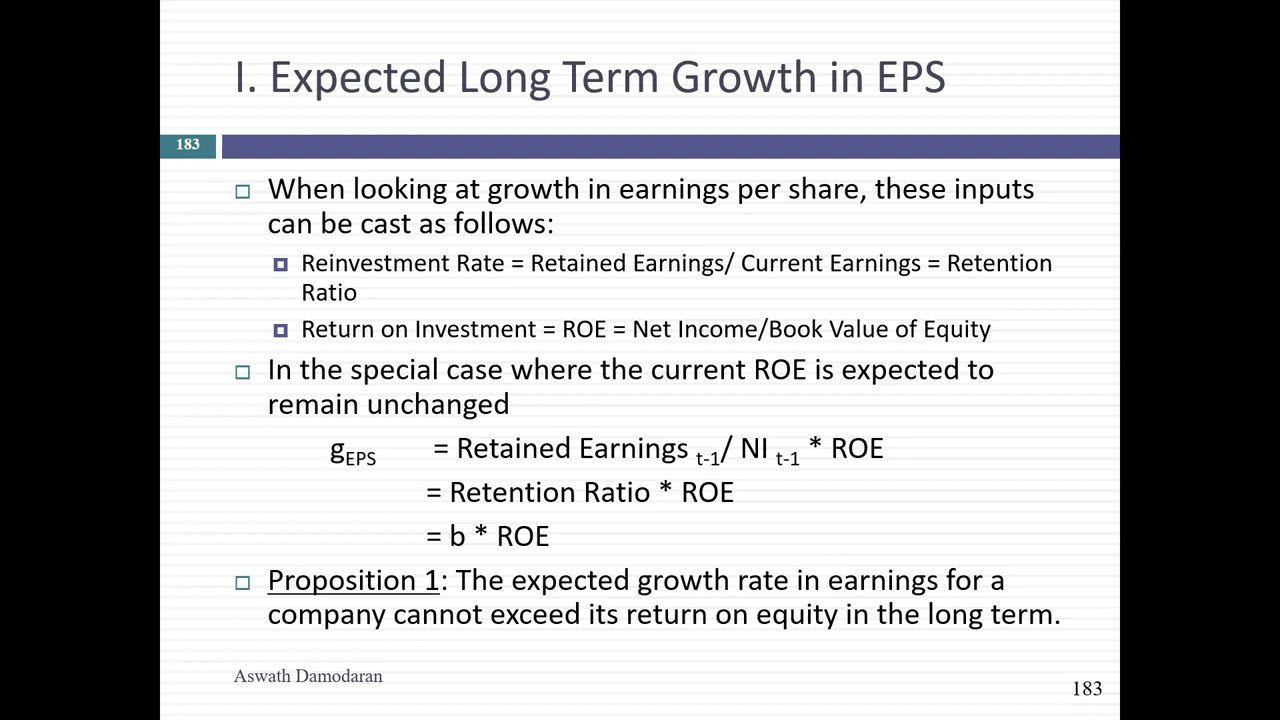 I. Expected Long Term Growth in EPS
183
When looking at growth in earnings per share, these inputs
can be cast as follows:
Reinvestment Rate = Retained Earnings/ Current Earnings = Retention
Ratio
Return on Investment = ROE = Net Income/Book Value of Equity
In the special case where the current ROE is expected to
remain unchanged
gEPS = Retained Earnings t-1/ NI t-1 * ROE
= Retention Ratio * ROE
= b * ROE
Proposition 1: The expected growth rate in earnings for a
company cannot exceed its return on equity in the long term.
Aswath Damodaran
183